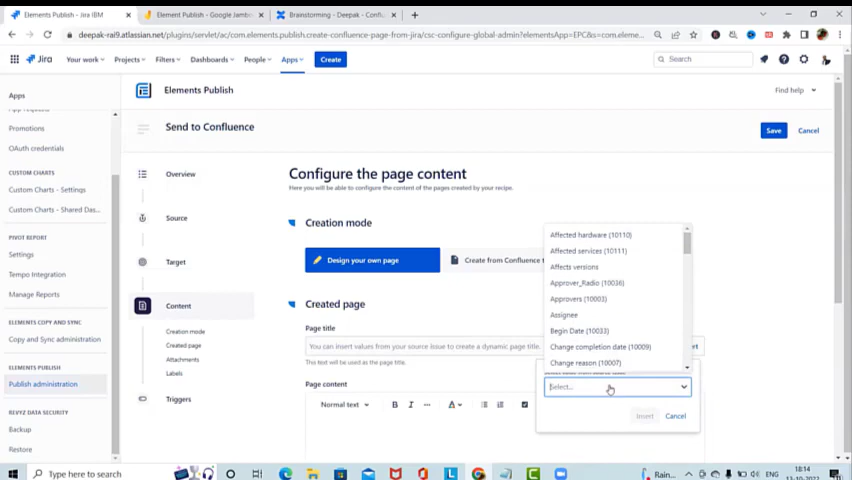 Elements Publish - Jira IBM
Element Publish - Google Jamb
Brainstorming - Deepak - Conflu
deepak-rai9.atlassian.net/plugins/servlet/ac/com.elements.publish.create-confluence-page-from-jira/csc-configure-global-admin?elementsApp=EPC&s=com.eleme...
Jira
Your work
Projects
Filters
Dashboards
People
Apps
Create
Search
Apps
Elements Publish
Find help
App requests
Promotions
OAuth credentials
CUSTOM CHARTS
Custom Charts - Settings
Custom Charts - Shared Das...
PIVOT REPORT
Settings
Tempo Integration
Manage Reports
ELEMENTS COPY AND SYNC
Copy and Sync administration
ELEMENTS PUBLISH
Publish administration
REVYZ DATA SECURITY
Backup
Restore
Send to Confluence
Save
Cancel
Overview
Source
Target
Content
Creation mode
Created page
Attachments
Labels
Triggers
Configure the page content
Here you will be able to configure the content of the pages created by your recipe.
Creation mode
Design your own page
Create from Confluence t
Created page
Page title
You can insert values from your source issue to create a dynamic page title.
This text will be used as the page title.
Page content
Normal text
B
I
A
Affected hardware (10110)
Affected services (10111)
Affects versions
Approver_Radio (10036)
Approvers (10003)
Assignee
Begin Date (10033)
Change completion date (10009)
Change reason (10007)
Select...
Insert
Cancel
Type here to search
Rain...
ENG
18:14
13-10-2022